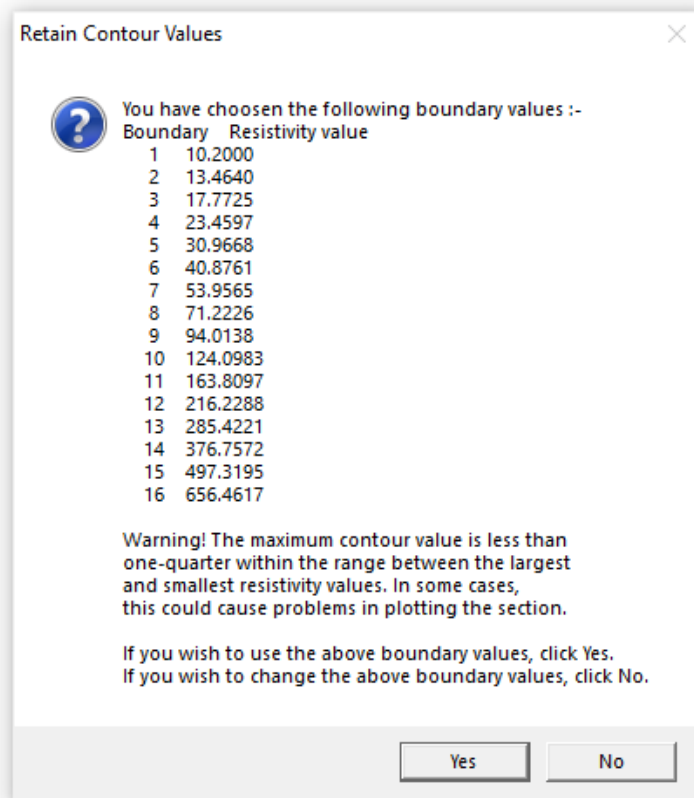 Retain Contour Values
You have choosen the following boundary values :-
Boundary Resistivity value
1 10.2000
2 13.4640
3 17.7725
4 23.4597
5 30.9668
6 40.8761
7 53.9565
8 71.2226
9 94.0138
10 124.0983
11 163.8097
12 216.2288
13 285.4221
14 376.7572
15 497.3195
16 656.4617
Warning! The maximum contour value is less than
one-quarter within the range between the largest
and smallest resistivity values. In some cases,
this could cause problems in plotting the section.
If you wish to use the above boundary values, click Yes.
If you wish to change the above boundary values, click No.
Yes
No